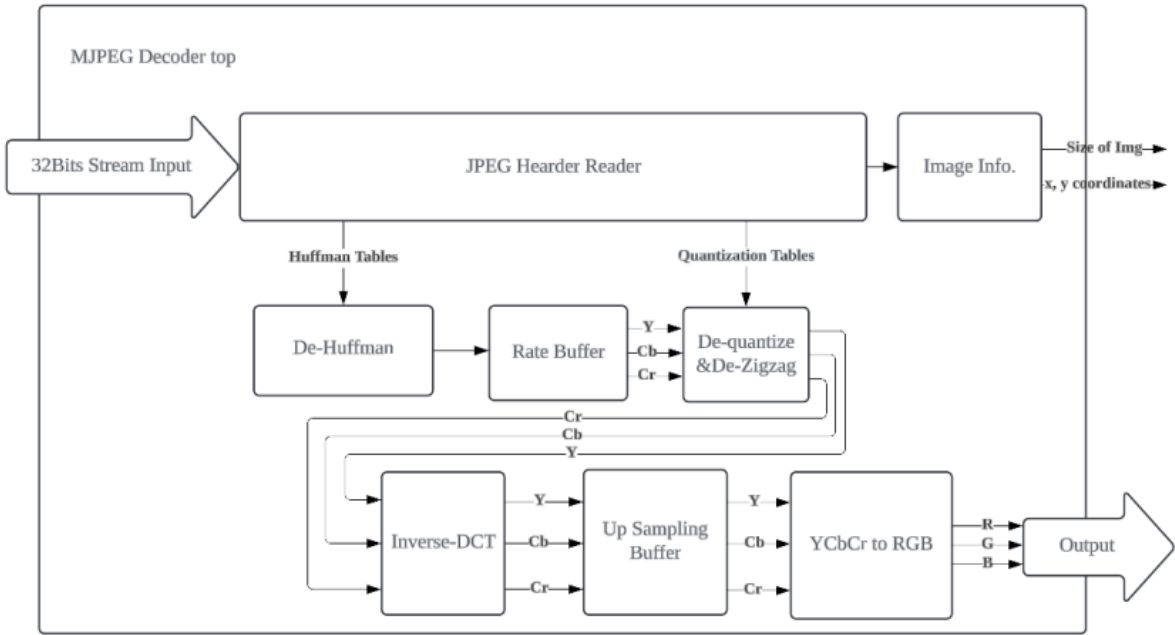 MJPEG Decoder top
32Bits Stream Input
JPEG Hearder Reader
Image Info.
Size of Img
x, y coordinates
Huffman Tables
Quantization Tables
De-Huffman
Rate Buffer
Y
Cb
Cr
De-quantize
&De-Zigzag
Cr
Cb
Y
Inverse-DCT
Y
Cb
Cr
Up Sampling
Buffer
Y
Cb
Cr
YCbCr to RGB
R
G
B
Output